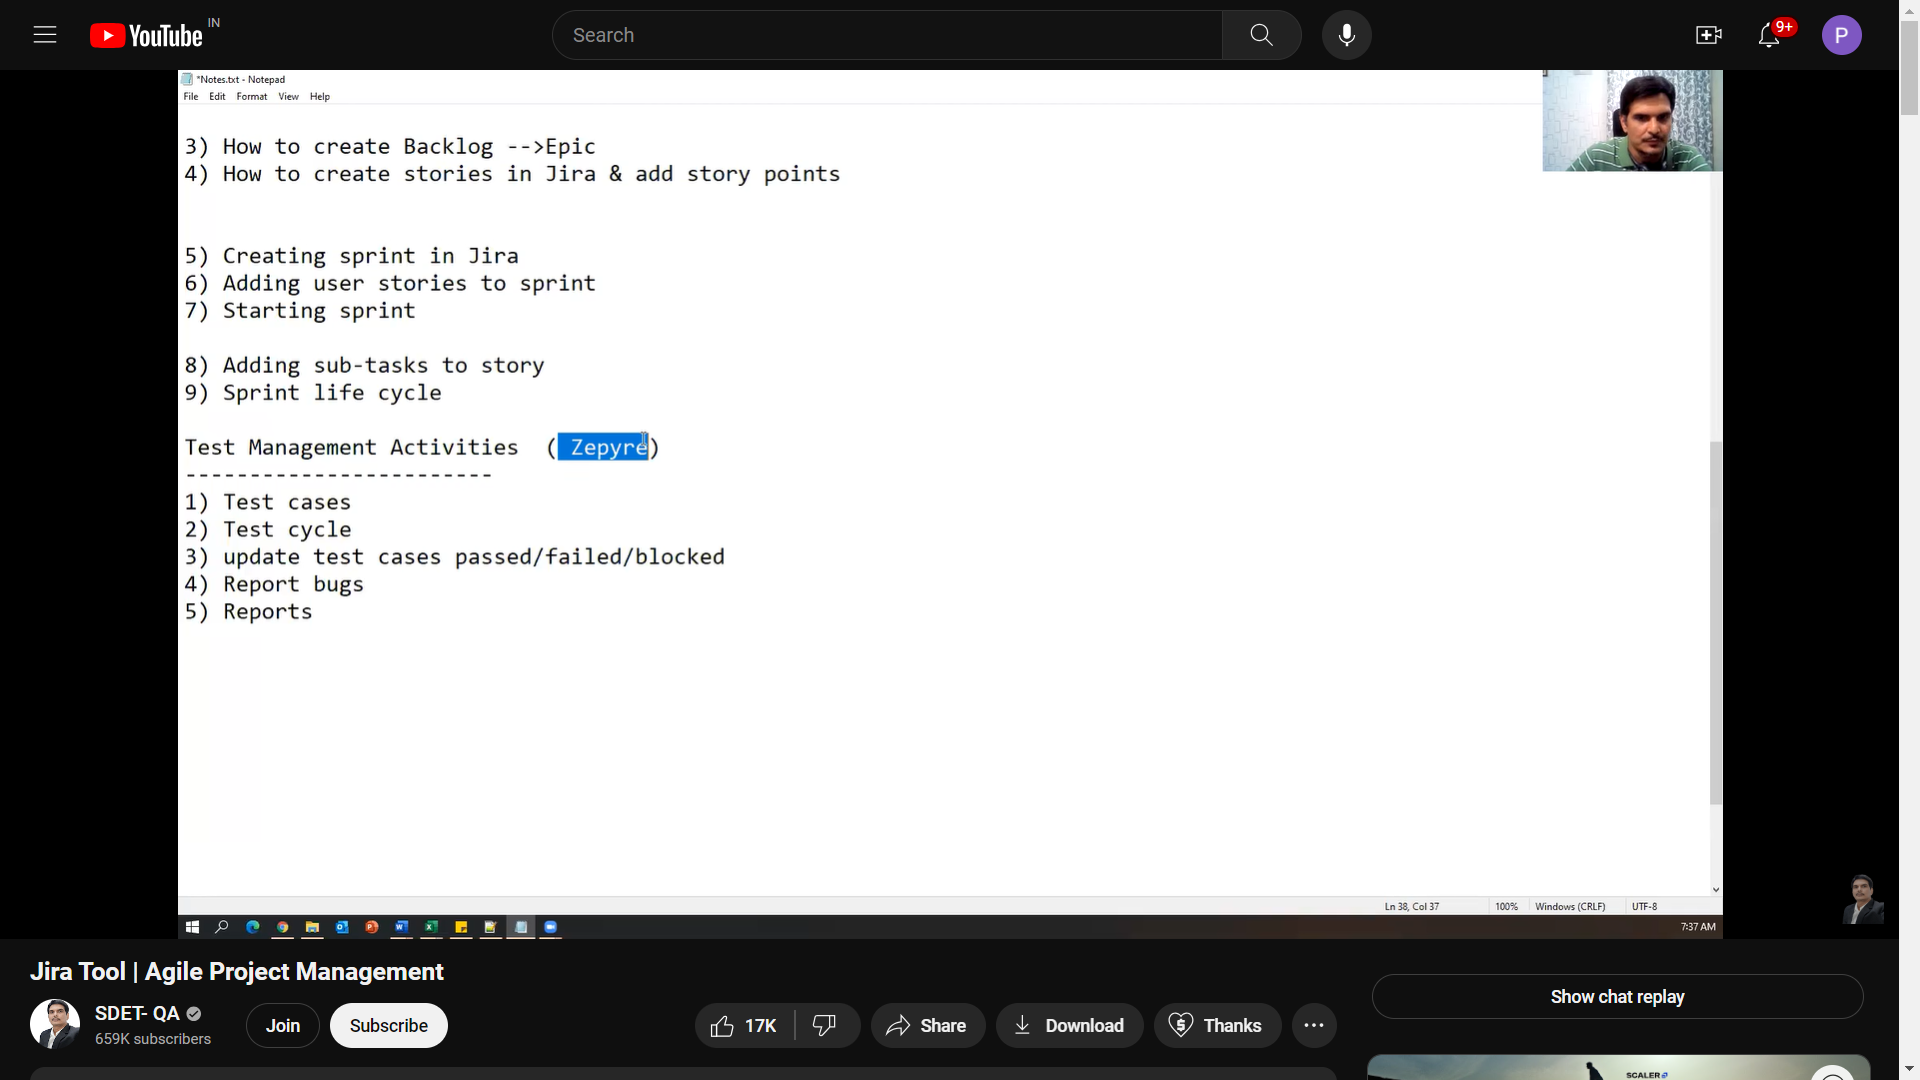 YouTube IN
Search
9+
P
*Notes.txt - Notepad
File Edit Format View Help
3) How to create Backlog -->Epic
4) How to create stories in Jira & add story points
5) Creating sprint in Jira
6) Adding user stories to sprint
7) Starting sprint
8) Adding sub-tasks to story
9) Sprint life cycle
Test Management Activities ( Zepyre)
------------------------
1) Test cases
2) Test cycle
3) update test cases passed/failed/blocked
4) Report bugs
5) Reports
Ln 38, Col 37 100% Windows (CRLF) UTF-8
7:37 AM
Jira Tool | Agile Project Management
SDET- QA
659K subscribers
Join
Subscribe
17K
Share
Download
Thanks
Show chat replay
SCALER